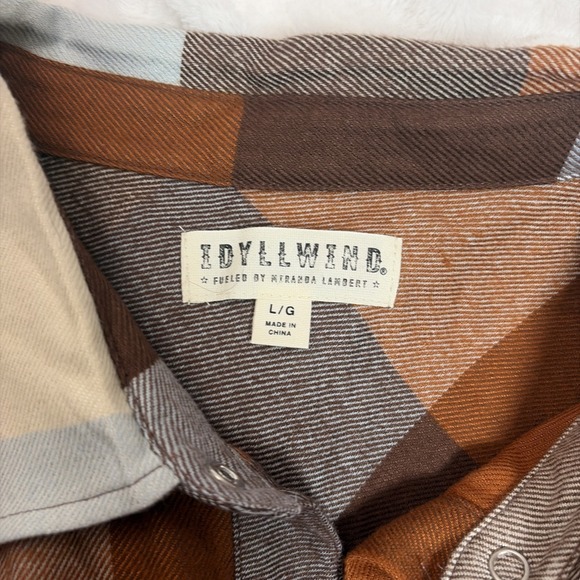 IDYLLWIND®
☆ FUELED BY MIRANDA LAMBERT ☆
L/G
MADE IN
CHINA